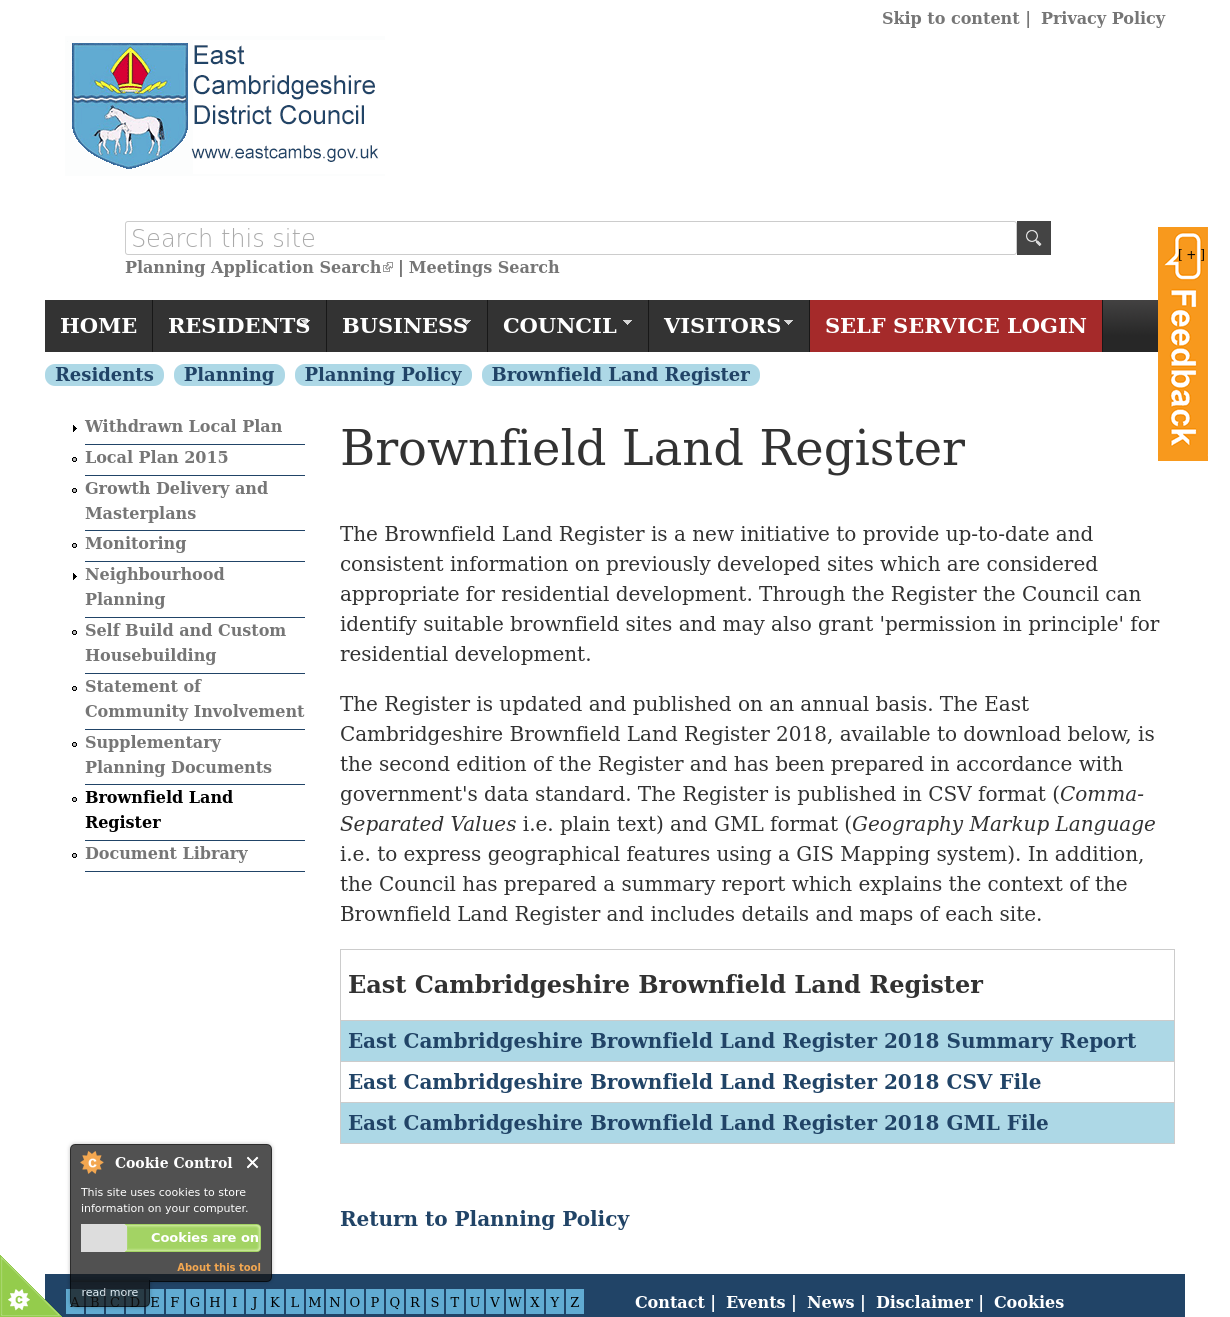 Skip to content | Privacy Policy
East
Cambridgeshire
District Council
www.eastcambs.gov.uk
Search this site
Planning Application Search | Meetings Search
[ + ]
Feedback
HOME RESIDENTS BUSINESS COUNCIL VISITORS SELF SERVICE LOGIN
Residents Planning Planning Policy Brownfield Land Register
Withdrawn Local Plan
Local Plan 2015
Growth Delivery and
Masterplans
Monitoring
Neighbourhood
Planning
Self Build and Custom
Housebuilding
Statement of
Community Involvement
Supplementary
Planning Documents
Brownfield Land
Register
Document Library
Brownfield Land Register
The Brownfield Land Register is a new initiative to provide up-to-date and
consistent information on previously developed sites which are considered
appropriate for residential development. Through the Register the Council can
identify suitable brownfield sites and may also grant 'permission in principle' for
residential development.
The Register is updated and published on an annual basis. The East
Cambridgeshire Brownfield Land Register 2018, available to download below, is
the second edition of the Register and has been prepared in accordance with
government's data standard. The Register is published in CSV format (Comma-
Separated Values i.e. plain text) and GML format (Geography Markup Language
i.e. to express geographical features using a GIS Mapping system). In addition,
the Council has prepared a summary report which explains the context of the
Brownfield Land Register and includes details and maps of each site.
East Cambridgeshire Brownfield Land Register
East Cambridgeshire Brownfield Land Register 2018 Summary Report
East Cambridgeshire Brownfield Land Register 2018 CSV File
East Cambridgeshire Brownfield Land Register 2018 GML File
Return to Planning Policy
Cookie Control
This site uses cookies to store
information on your computer.
Cookies are on
About this tool
read more
A B C D E F G H I J K L M N O P Q R S T U V W X Y Z
Contact | Events | News | Disclaimer | Cookies